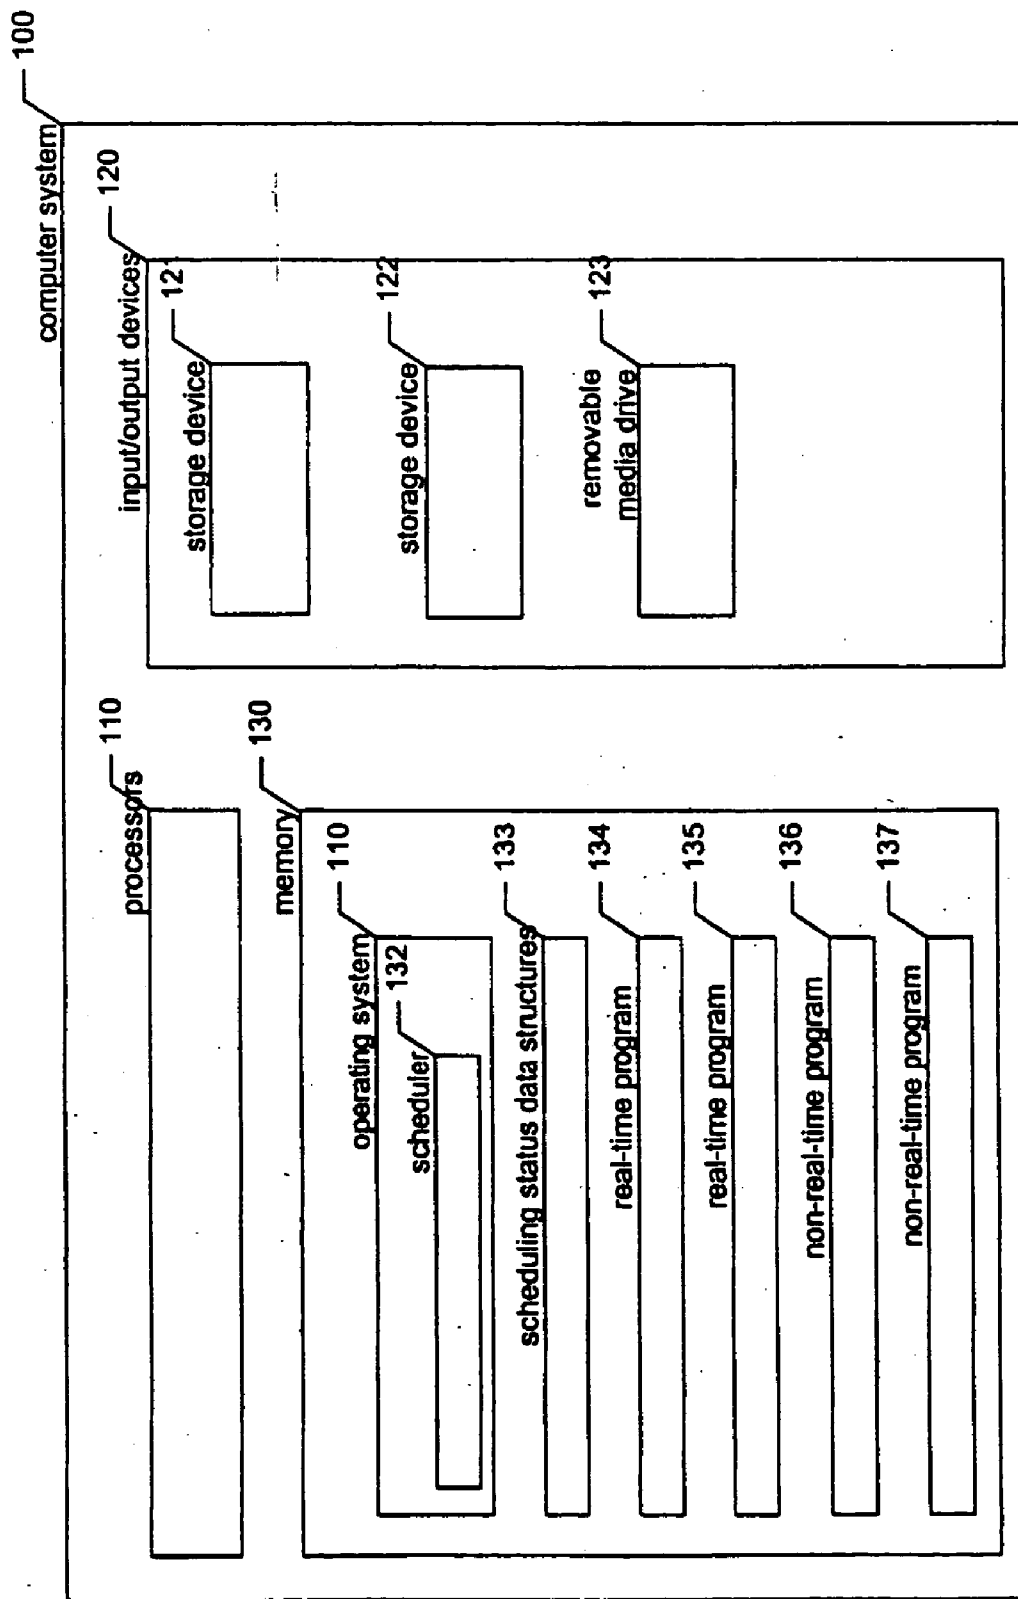 100
computer system
110
processors
130
memory
110
operating system
132
scheduler
133
scheduling status data structures
134
real-time program
135
real-time program
136
non-real-time program
137
non-real-time program
120
input/output devices
121
storage device
122
storage device
123
removable
media drive